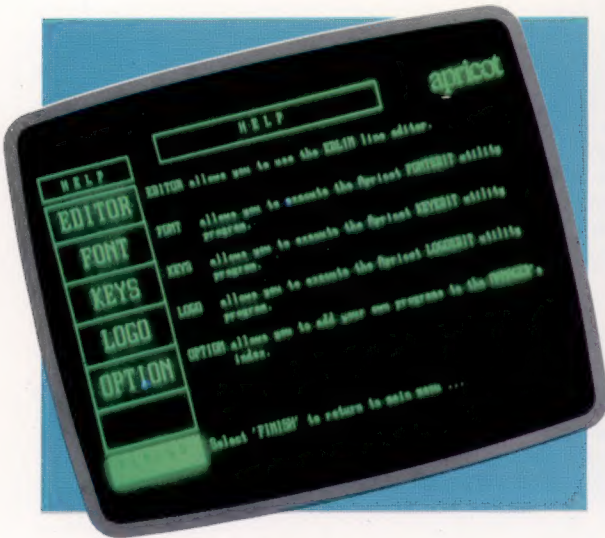 apricot
HELP
HELP
EDITOR
FONT
KEYS
LOGO
OPTION
EDITOR allows you to use the EDLIN line editor.
FONT allows you to execute the Apricot FONTEDIT utility
program.
KEYS allows you to execute the Apricot KEYEDIT utility
program.
LOGO allows you to execute the Apricot LOGOEDIT utility
program.
OPTION allows you to add your own programs to the
index.
Select 'FINISH' to return to main menu ...